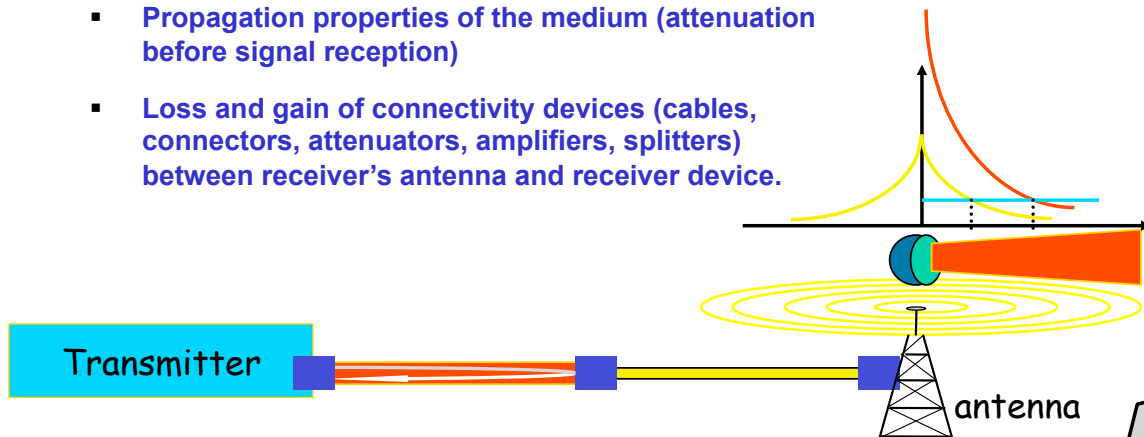 ▪ Propagation properties of the medium (attenuation
before signal reception)
▪ Loss and gain of connectivity devices (cables,
connectors, attenuators, amplifiers, splitters)
between receiver’s antenna and receiver device.
Transmitter
antenna